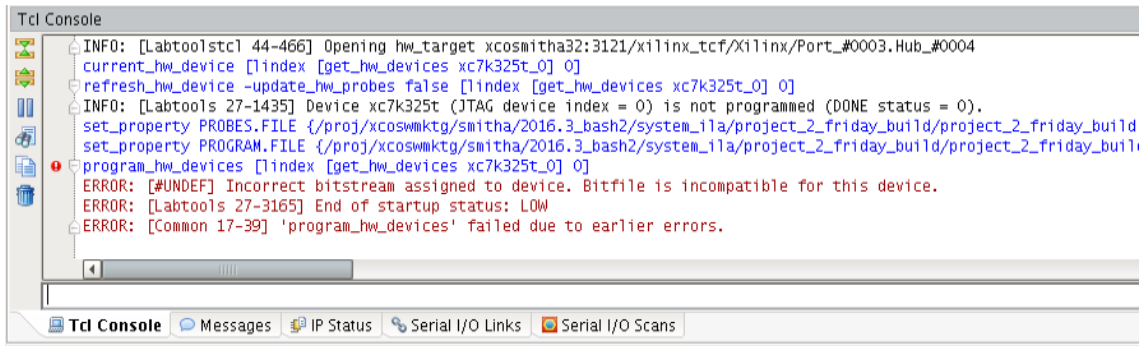 Tcl Console
INFO: [Labtoolstcl 44-466] Opening hw_target xcosmitha32:3121/xilinx_tcf/Xilinx/Port_#0003.Hub_#0004
current_hw_device [lindex [get_hw_devices xc7k325t_0] 0]
refresh_hw_device -update_hw_probes false [lindex [get_hw_devices xc7k325t_0] 0]
INFO: [Labtools 27-1435] Device xc7k325t (JTAG device index = 0) is not programmed (DONE status = 0).
set_property PROBES.FILE {/proj/xcoswmktg/smitha/2016.3_bash2/system_ila/project_2_friday_build/project_2_friday_build
set_property PROGRAM.FILE {/proj/xcoswmktg/smitha/2016.3_bash2/system_ila/project_2_friday_build/project_2_friday_buil
program_hw_devices [lindex [get_hw_devices xc7k325t_0] 0]
ERROR: [#UNDEF] Incorrect bitstream assigned to device. Bitfile is incompatible for this device.
ERROR: [Labtools 27-3165] End of startup status: LOW
ERROR: [Common 17-39] 'program_hw_devices' failed due to earlier errors.
Tcl Console Messages IP Status Serial I/O Links Serial I/O Scans